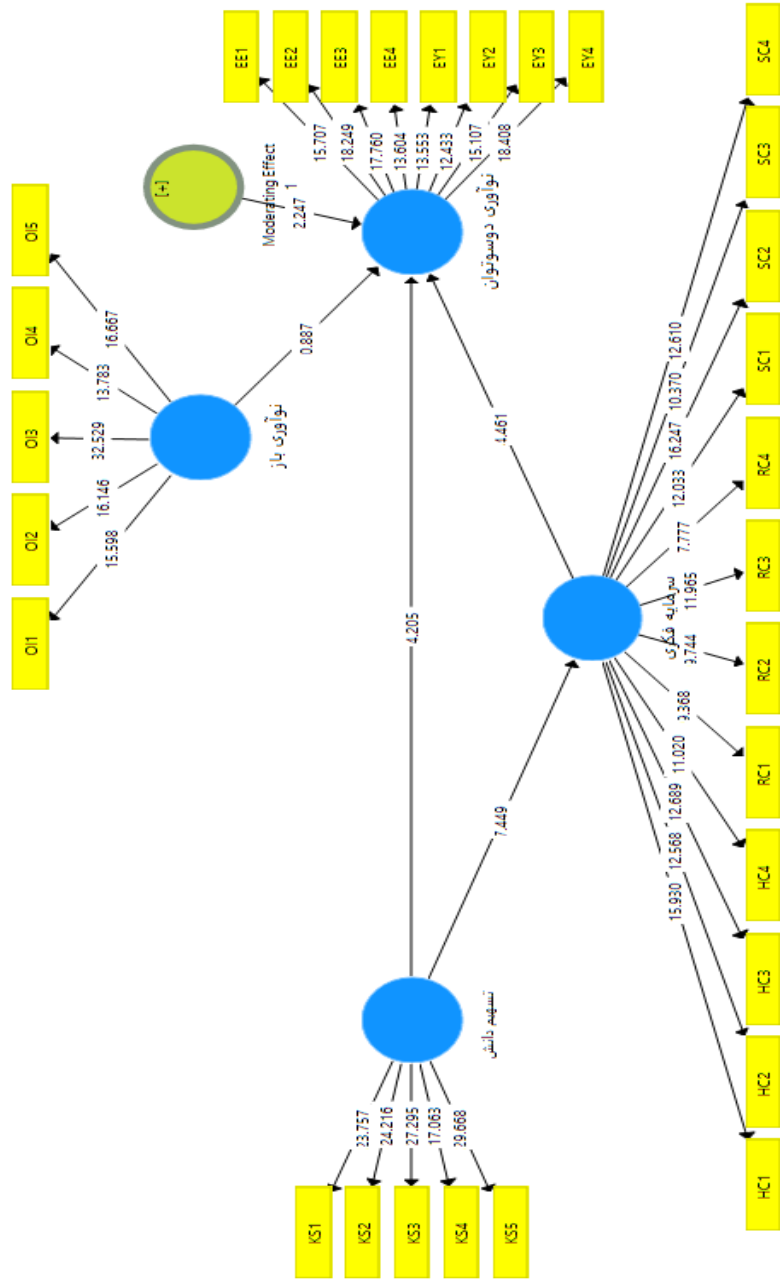 OI1
OI2
OI3
OI4
OI5
15.598
16.146
32.529
13.783
16.667
نوآوری باز
[+]
Moderating Effect
1
2.247
0.887
KS1
KS2
KS3
KS4
KS5
23.757
24.216
27.295
17.063
29.668
تسهیم دانش
4.205
7.449
4.461
نوآوری دوسوتوان
15.707
18.249
17.760
13.604
13.553
12.433
15.107
18.408
EE1
EE2
EE3
EE4
EY1
EY2
EY3
EY4
سرمایه فکری
15.930
12.568
12.689
11.020
9.368
9.744
11.965
7.777
12.033
16.247
10.370
12.610
HC1
HC2
HC3
HC4
RC1
RC2
RC3
RC4
SC1
SC2
SC3
SC4